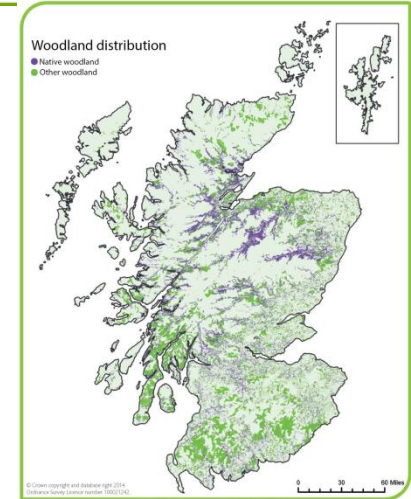 Woodland distribution
Native woodland
Other woodland
© Crown copyright and database right 2014
Ordnance Survey Licence number 100021242
0 30 60 Miles